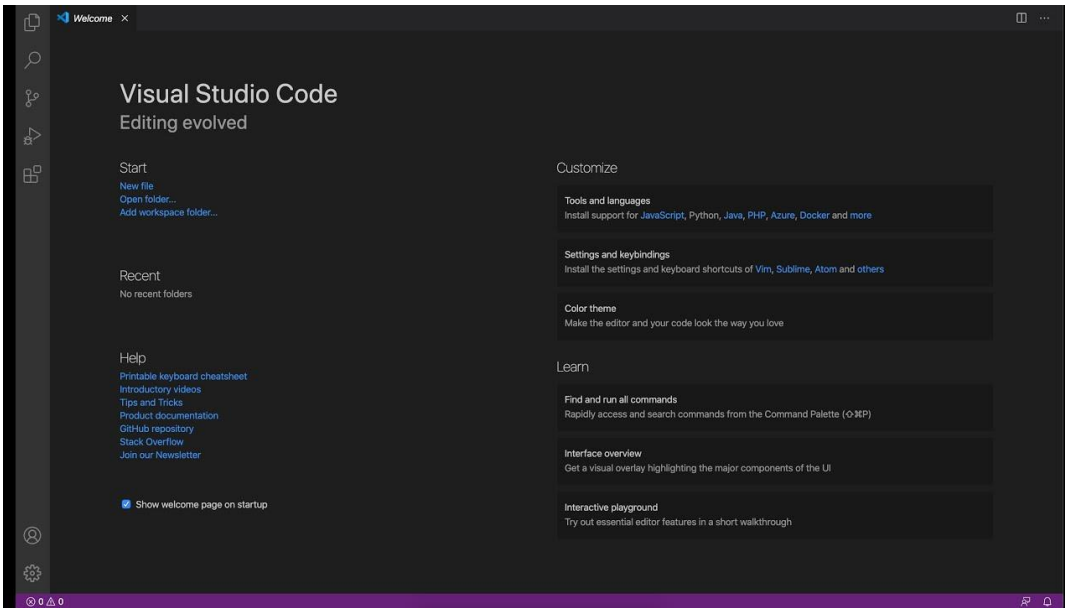 Welcome
Visual Studio Code
Editing evolved
Start
New file
Open folder...
Add workspace folder...
Recent
No recent folders
Help
Printable keyboard cheatsheet
Introductory videos
Tips and Tricks
Product documentation
GitHub repository
Stack Overflow
Join our Newsletter
Show welcome page on startup
Customize
Tools and languages
Install support for JavaScript, Python, Java, PHP, Azure, Docker and more
Settings and keybindings
Install the settings and keyboard shortcuts of Vim, Sublime, Atom and others
Color theme
Make the editor and your code look the way you love
Learn
Find and run all commands
Rapidly access and search commands from the Command Palette (⇧⌘P)
Interface overview
Get a visual overlay highlighting the major components of the UI
Interactive playground
Try out essential editor features in a short walkthrough
0 0